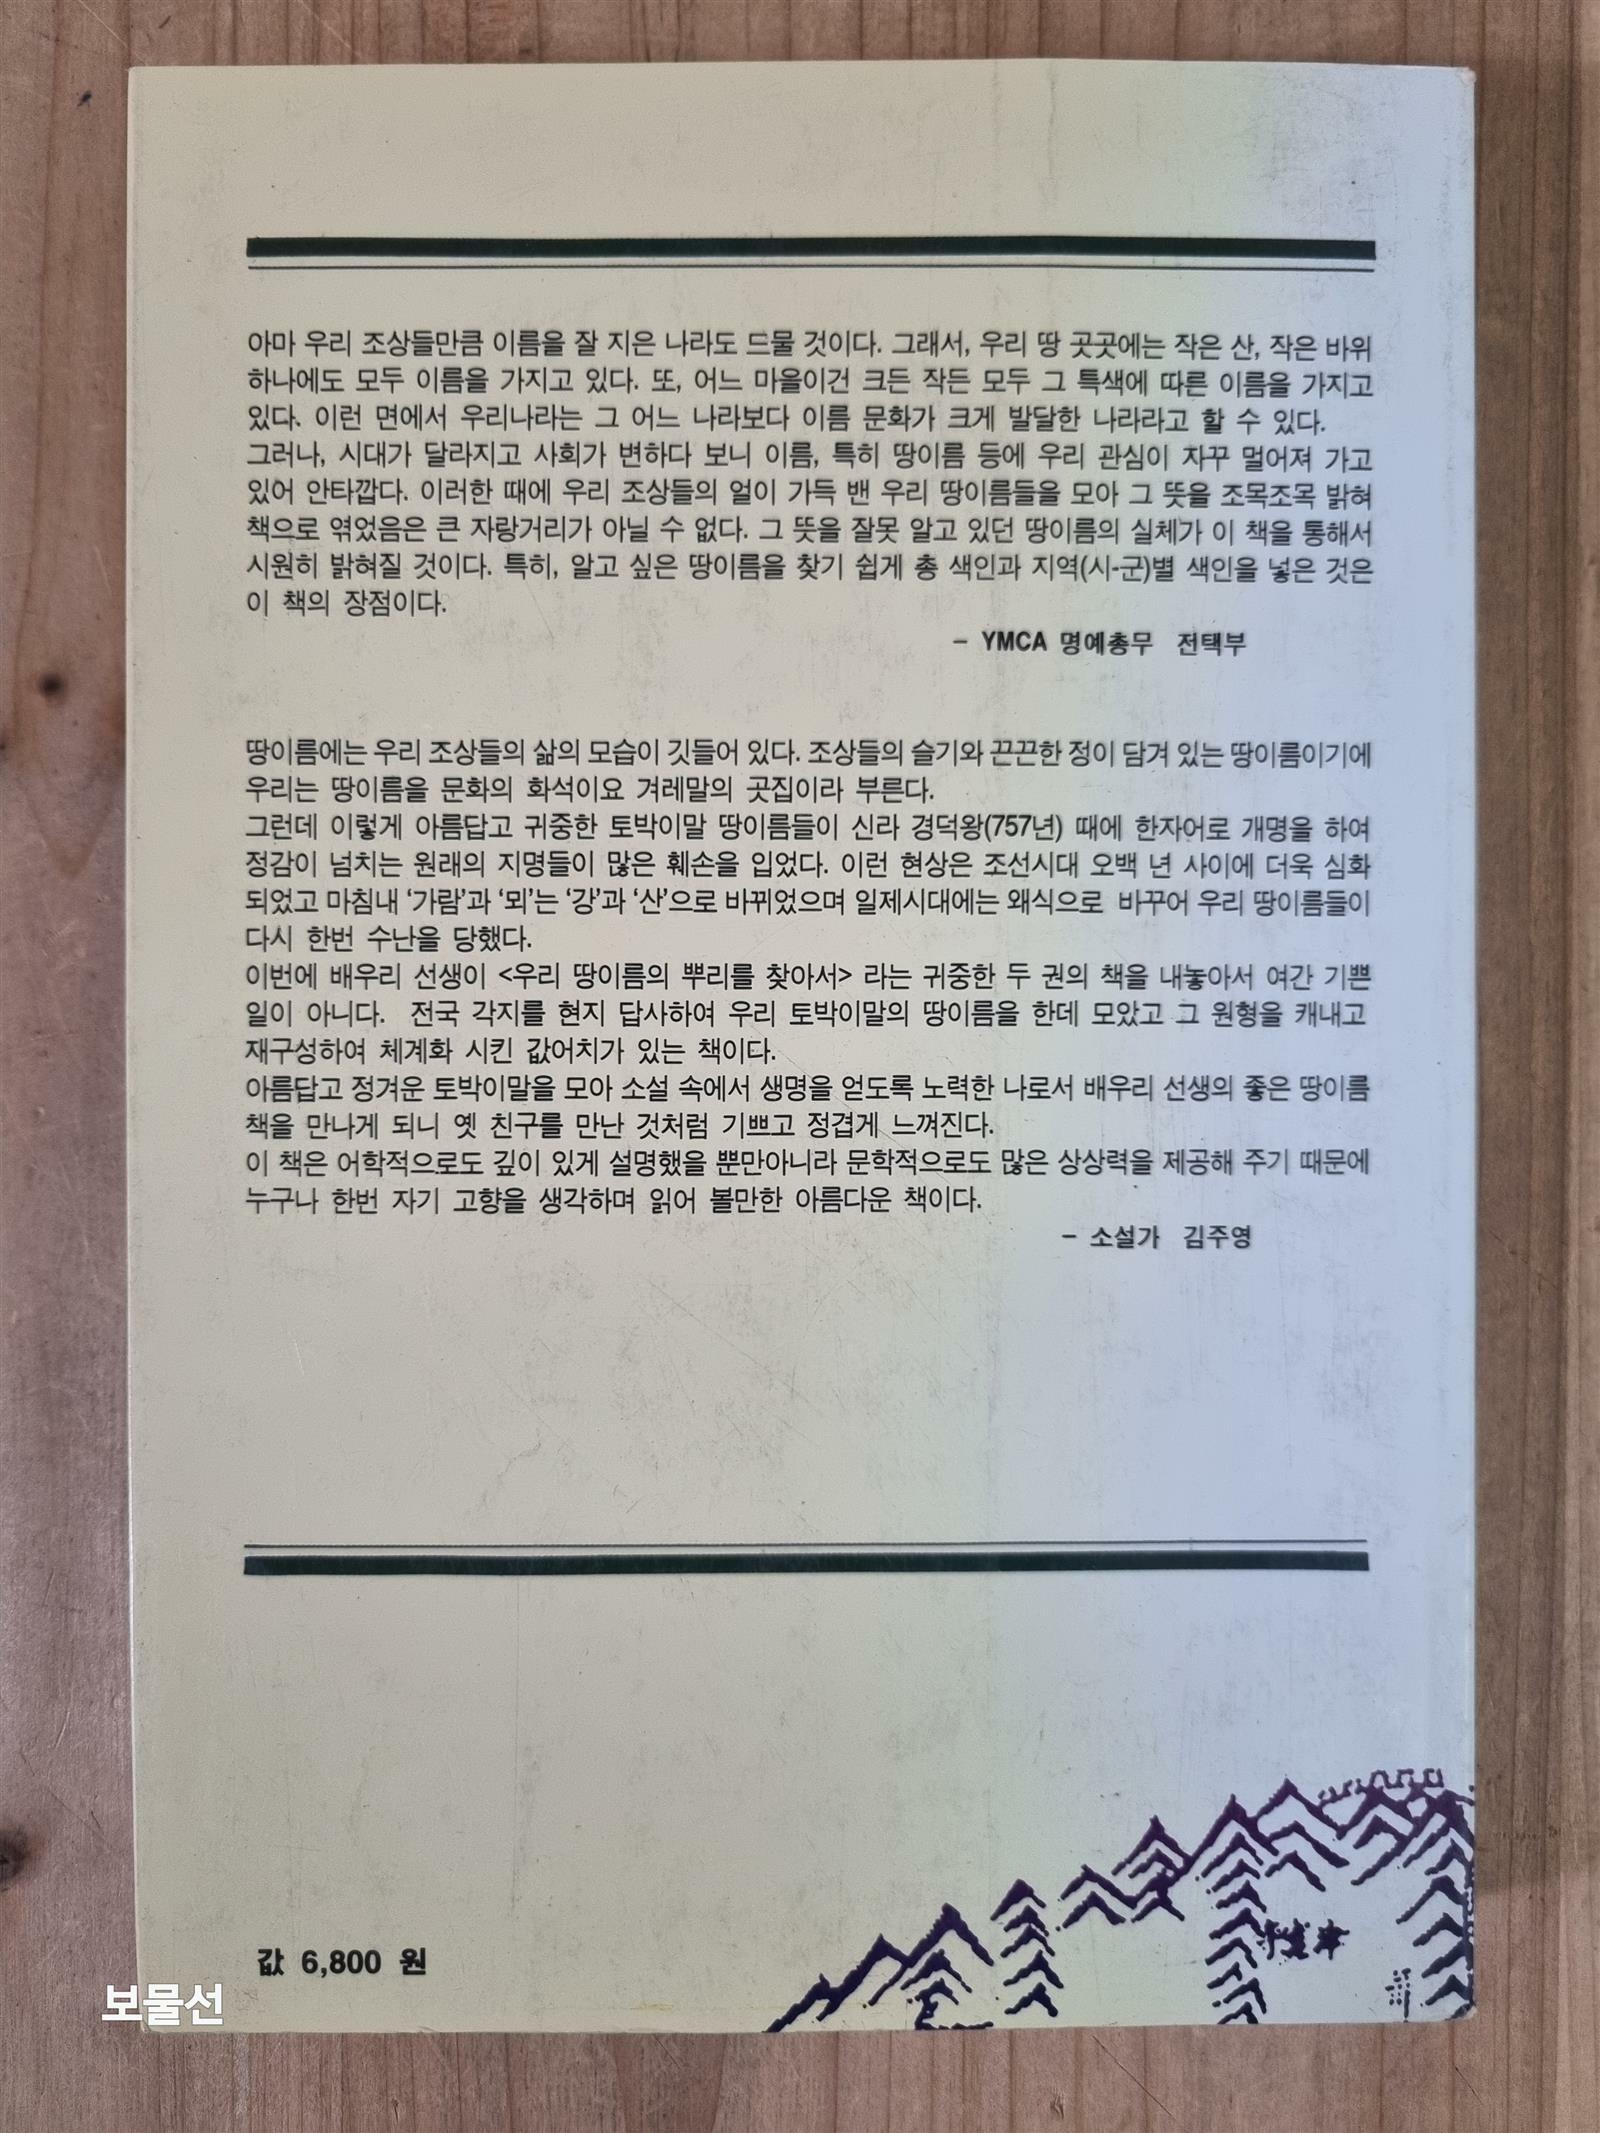 아마 우리 조상들만큼 이름을 잘 지은 나라도 드물 것이다. 그래서, 우리 땅 곳곳에는 작은 산, 작은 바위
하나에도 모두 이름을 가지고 있다. 또, 어느 마을이건 크든 작든 모두 그 특색에 따른 이름을 가지고
있다. 이런 면에서 우리나라는 그 어느 나라보다 이름 문화가 크게 발달한 나라라고 할 수 있다.
그러나, 시대가 달라지고 사회가 변하다 보니 이름, 특히 땅이름 등에 우리 관심이 자꾸 멀어져 가고
있어 안타깝다. 이러한 때에 우리 조상들의 얼이 가득 밴 우리 땅이름들을 모아 그 뜻을 조목조목 밝혀
책으로 엮었음은 큰 자랑거리가 아닐 수 없다. 그 뜻을 잘못 알고 있던 땅이름의 실체가 이 책을 통해서
시원히 밝혀질 것이다. 특히, 알고 싶은 땅이름을 찾기 쉽게 총 색인과 지역(시-군)별 색인을 넣은 것은
이 책의 장점이다.
– YMCA 명예총무 전택부
땅이름에는 우리 조상들의 삶의 모습이 깃들어 있다. 조상들의 슬기와 끈끈한 정이 담겨 있는 땅이름이기에
우리는 땅이름을 문화의 화석이요 겨레말의 곳집이라 부른다.
그런데 이렇게 아름답고 귀중한 토박이말 땅이름들이 신라 경덕왕(757년) 때에 한자어로 개명을 하여
정감이 넘치는 원래의 지명들이 많은 훼손을 입었다. 이런 현상은 조선시대 오백 년 사이에 더욱 심화
되었고 마침내 ‘가람’과 ‘뫼’는 ‘강’과 ‘산’으로 바뀌었으며 일제시대에는 왜식으로 바꾸어 우리 땅이름들이
다시 한번 수난을 당했다.
이번에 배우리 선생이 <우리 땅이름의 뿌리를 찾아서> 라는 귀중한 두 권의 책을 내놓아서 여간 기쁜
일이 아니다. 전국 각지를 현지 답사하여 우리 토박이말의 땅이름을 한데 모았고 그 원형을 캐내고
재구성하여 체계화 시킨 값어치가 있는 책이다.
아름답고 정겨운 토박이말을 모아 소설 속에서 생명을 얻도록 노력한 나로서 배우리 선생의 좋은 땅이름
책을 만나게 되니 옛 친구를 만난 것처럼 기쁘고 정겹게 느껴진다.
이 책은 어학적으로도 깊이 있게 설명했을 뿐만아니라 문학적으로도 많은 상상력을 제공해 주기 때문에
누구나 한번 자기 고향을 생각하며 읽어 볼만한 아름다운 책이다.
– 소설가 김주영
값 6,800 원
보물선